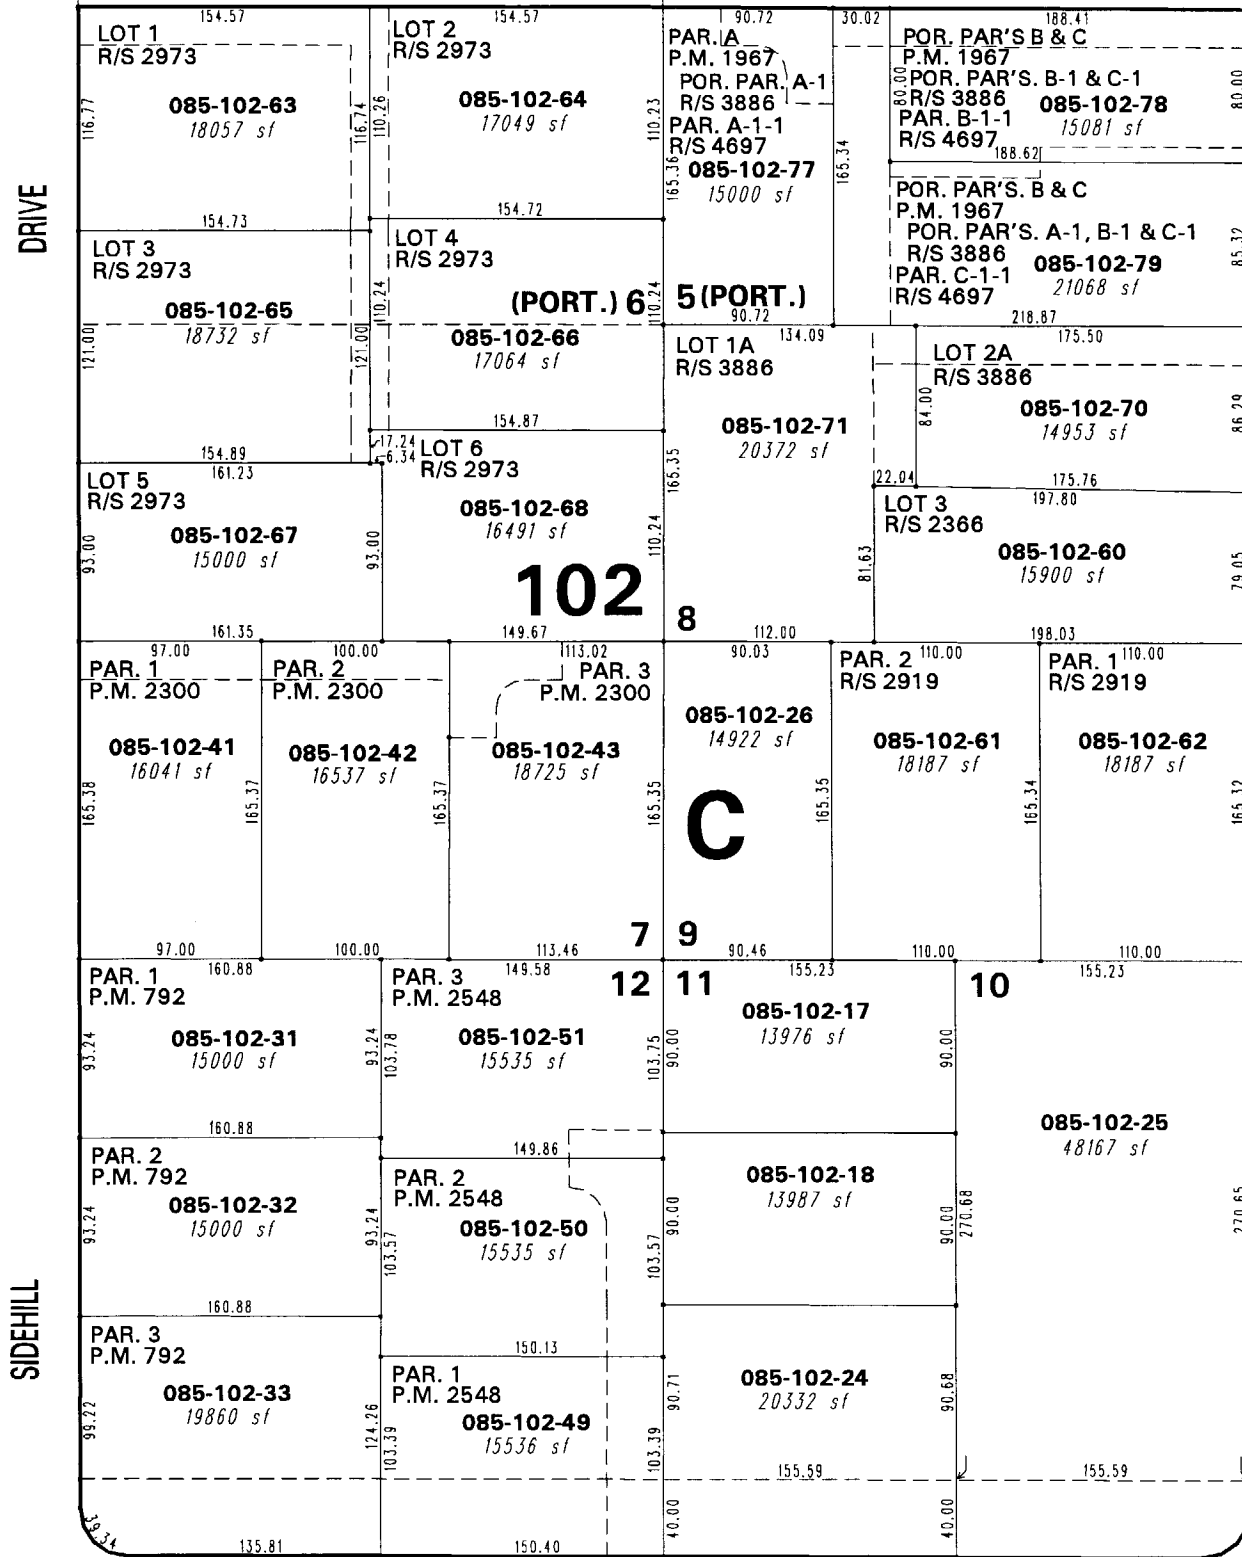 DRIVE
SIDEHILL
154.57
LOT 1
R/S 2973
116.77
085-102-63
18057 sf
116.74
154.73
154.57
LOT 2
R/S 2973
110.26
085-102-64
17049 sf
110.23
154.72
90.72
PAR. A
P.M. 1967
POR. PAR. A-1
R/S 3886
PAR. A-1-1
R/S 4697
165.36
085-102-77
15000 sf
30.02
165.34
90.72
188.41
POR. PAR'S B & C
P.M. 1967
POR. PAR'S. B-1 & C-1
R/S 3886
PAR. B-1-1
R/S 4697
80.00
085-102-78
15081 sf
80.00
188.62
POR. PAR'S. B & C
P.M. 1967
POR. PAR'S. A-1, B-1 & C-1
R/S 3886
PAR. C-1-1
R/S 4697
085-102-79
21068 sf
85.32
218.87
LOT 3
R/S 2973
085-102-65
18732 sf
121.00
121.00
154.89
LOT 4
R/S 2973
110.24
(PORT.) 6
110.24
5 (PORT.)
085-102-66
17064 sf
154.87
17.24
6.34
134.09
LOT 1A
R/S 3886
085-102-71
20372 sf
165.35
175.50
LOT 2A
R/S 3886
84.00
085-102-70
14953 sf
86.29
22.04
175.76
161.23
LOT 5
R/S 2973
085-102-67
15000 sf
93.00
93.00
161.35
LOT 6
R/S 2973
085-102-68
16491 sf
110.24
102
149.67
8
81.63
112.00
197.80
LOT 3
R/S 2366
085-102-60
15900 sf
79.05
198.03
97.00
PAR. 1
P.M. 2300
085-102-41
16041 sf
165.38
165.37
97.00
100.00
PAR. 2
P.M. 2300
085-102-42
16537 sf
165.37
100.00
113.02
PAR. 3
P.M. 2300
085-102-43
18725 sf
165.35
7
113.46
90.03
085-102-26
14922 sf
C
165.35
9
90.46
PAR. 2
R/S 2919
110.00
085-102-61
18187 sf
165.34
110.00
PAR. 1
R/S 2919
110.00
085-102-62
18187 sf
165.32
110.00
160.88
PAR. 1
P.M. 792
085-102-31
15000 sf
93.24
93.24
160.88
149.58
PAR. 3
P.M. 2548
12
085-102-51
15535 sf
103.78
103.75
149.86
155.23
11
085-102-17
13976 sf
90.00
90.00
155.23
10
085-102-25
48167 sf
270.68
270.65
155.59
PAR. 2
P.M. 792
085-102-32
15000 sf
93.24
93.24
160.88
PAR. 2
P.M. 2548
085-102-50
15535 sf
103.57
103.57
150.13
085-102-18
13987 sf
90.00
90.00
PAR. 3
P.M. 792
085-102-33
19860 sf
99.22
124.26
39.34
135.81
PAR. 1
P.M. 2548
085-102-49
15536 sf
103.39
103.39
150.40
085-102-24
20332 sf
90.71
90.68
155.59
40.00
40.00